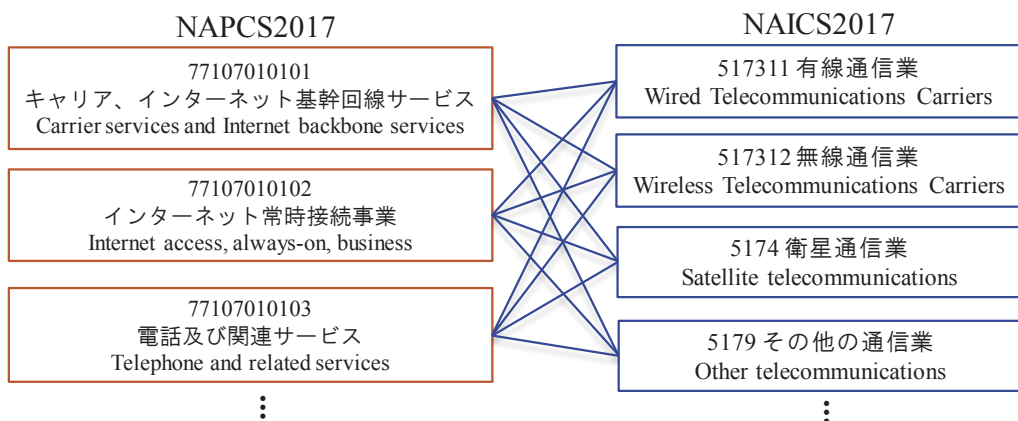 NAPCS2017
77107010101
キャリア、インターネット基幹回線サービス
Carrier services and Internet backbone services
77107010102
インターネット常時接続事業
Internet access, always-on, business
77107010103
電話及び関連サービス
Telephone and related services
⋮
NAICS2017
517311 有線通信業
Wired Telecommunications Carriers
517312 無線通信業
Wireless Telecommunications Carriers
5174 衛星通信業
Satellite telecommunications
5179 その他の通信業
Other telecommunications
⋮